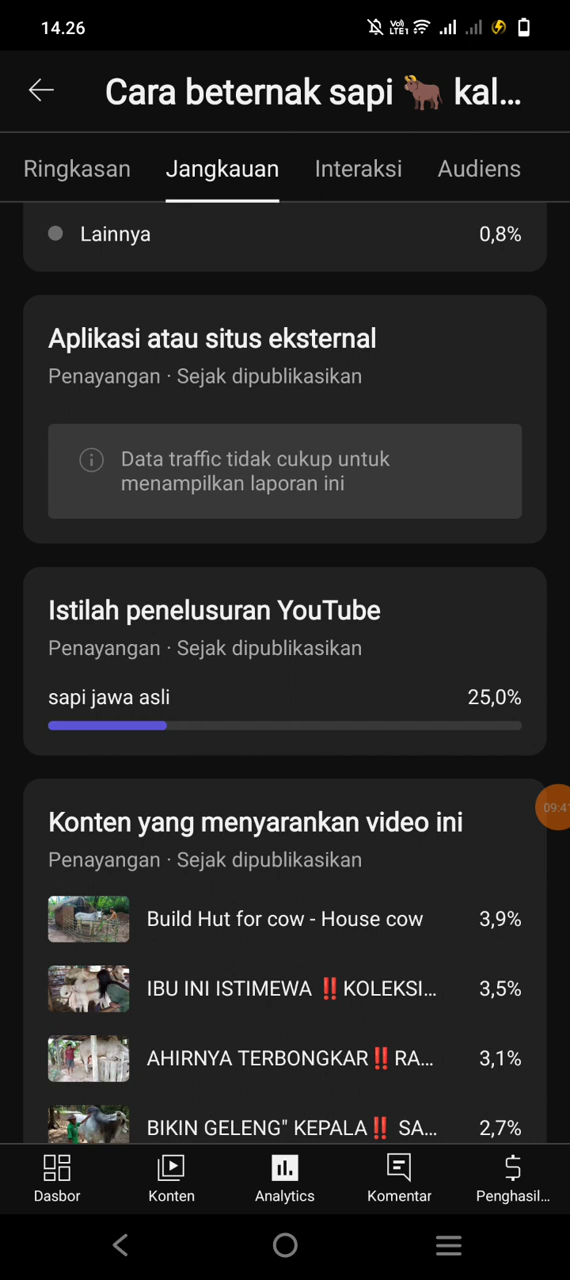 14.26
Vo) LTE1
Cara beternak sapi 🐂 kal...
Ringkasan
Jangkauan
Interaksi
Audiens
Lainnya 0,8%
Aplikasi atau situs eksternal
Penayangan · Sejak dipublikasikan
Data traffic tidak cukup untuk
menampilkan laporan ini
Istilah penelusuran YouTube
Penayangan · Sejak dipublikasikan
sapi jawa asli 25,0%
09:41
Konten yang menyarankan video ini
Penayangan · Sejak dipublikasikan
Build Hut for cow - House cow 3,9%
IBU INI ISTIMEWA ‼️KOLEKSI... 3,5%
AHIRNYA TERBONGKAR‼️RA... 3,1%
BIKIN GELENG" KEPALA‼️ SA... 2,7%
Dasbor
Konten
Analytics
Komentar
Penghasil...